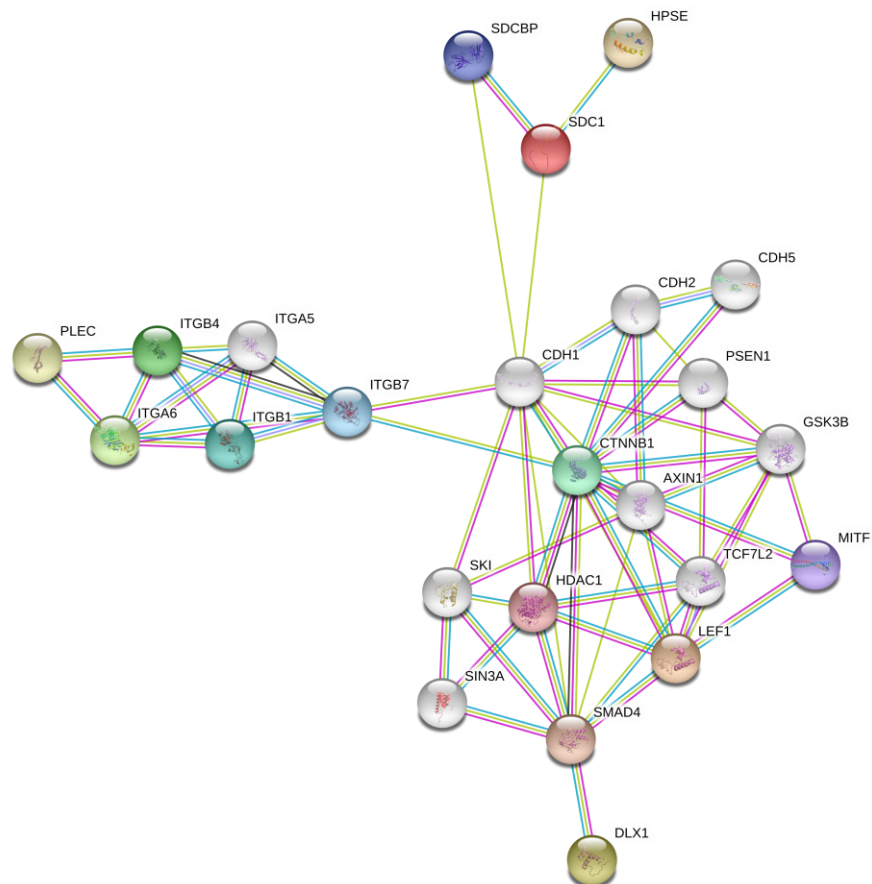 SDCBP
HPSE
SDC1
CDH5
CDH2
PLEC
ITGB4
ITGA5
CDH1
PSEN1
ITGB7
ITGA6
ITGB1
CTNNB1
GSK3B
AXIN1
MITF
SKI
HDAC1
TCF7L2
LEF1
SIN3A
SMAD4
DLX1